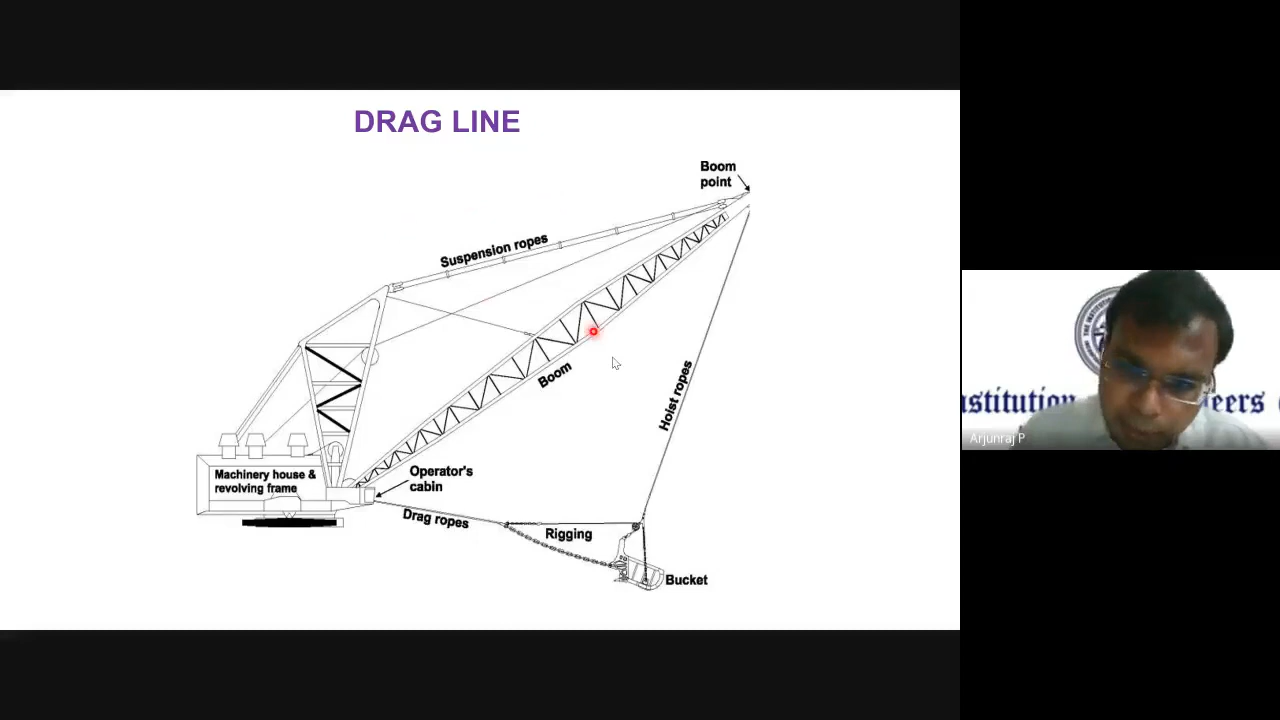 DRAG LINE
Boom
point
Suspension ropes
Boom
Hoist ropes
Machinery house &
revolving frame
Operator's
cabin
Drag ropes
Rigging
Bucket
Arjunraj P